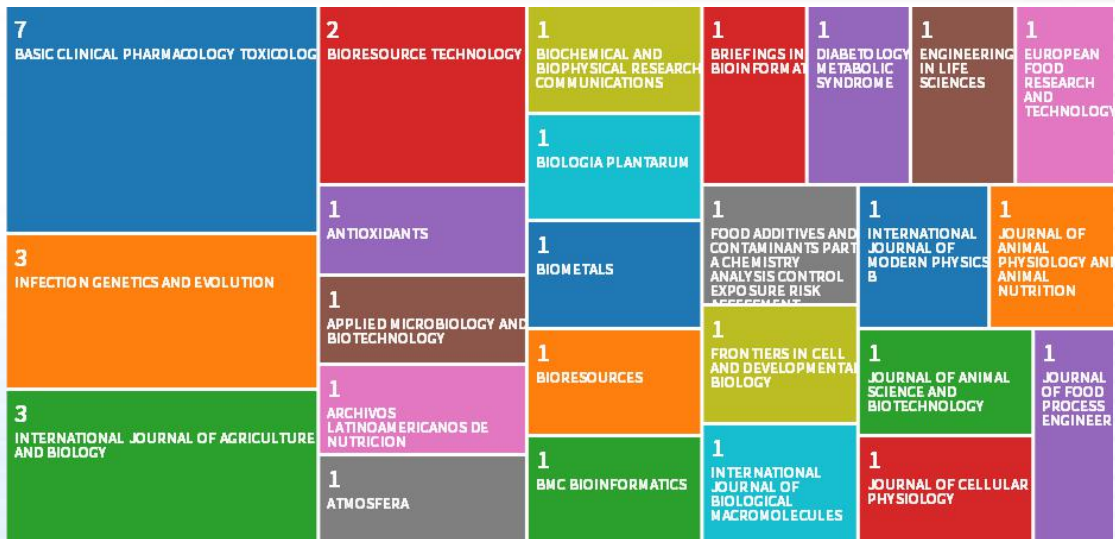 7
BASIC CLINICAL PHARMACOLOGY TOXICOLOG
3
INFECTION GENETICS AND EVOLUTION
3
INTERNATIONAL JOURNAL OF AGRICULTURE
AND BIOLOGY
2
BIORESOURCE TECHNOLOGY
1
ANTIOXIDANTS
1
APPLIED MICROBIOLOGY AND
BIOTECHNOLOGY
1
ARCHIVOS
LATINOAMERICANOS DE
NUTRICION
1
ATMOSFERA
1
BIOCHEMICAL AND
BIOPHYSICAL RESEARCH
COMMUNICATIONS
1
BIOLOGIA PLANTARUM
1
BIOMETALS
1
BIORESOURCES
1
BMC BIOINFORMATICS
1
BRIEFINGS IN
BIOINFORMAT
1
DIABETOLOGY
METABOLIC
SYNDROME
1
ENGINEERING
IN LIFE
SCIENCES
1
EUROPEAN
FOOD
RESEARCH
AND
TECHNOLOGY
1
FOOD ADDITIVES AND
CONTAMINANTS PART
A CHEMISTRY
ANALYSIS CONTROL
EXPOSURE RISK
ASSESSMENT
1
FRONTIERS IN CELL
AND DEVELOPMENTAL
BIOLOGY
1
INTERNATIONAL
JOURNAL OF
BIOLOGICAL
MACROMOLECULES
1
INTERNATIONAL
JOURNAL OF
MODERN PHYSICS
B
1
JOURNAL OF
ANIMAL
PHYSIOLOGY AND
ANIMAL
NUTRITION
1
JOURNAL OF ANIMAL
SCIENCE AND
BIOTECHNOLOGY
1
JOURNAL OF CELLULAR
PHYSIOLOGY
1
JOURNAL
OF FOOD
PROCESS
ENGINEER